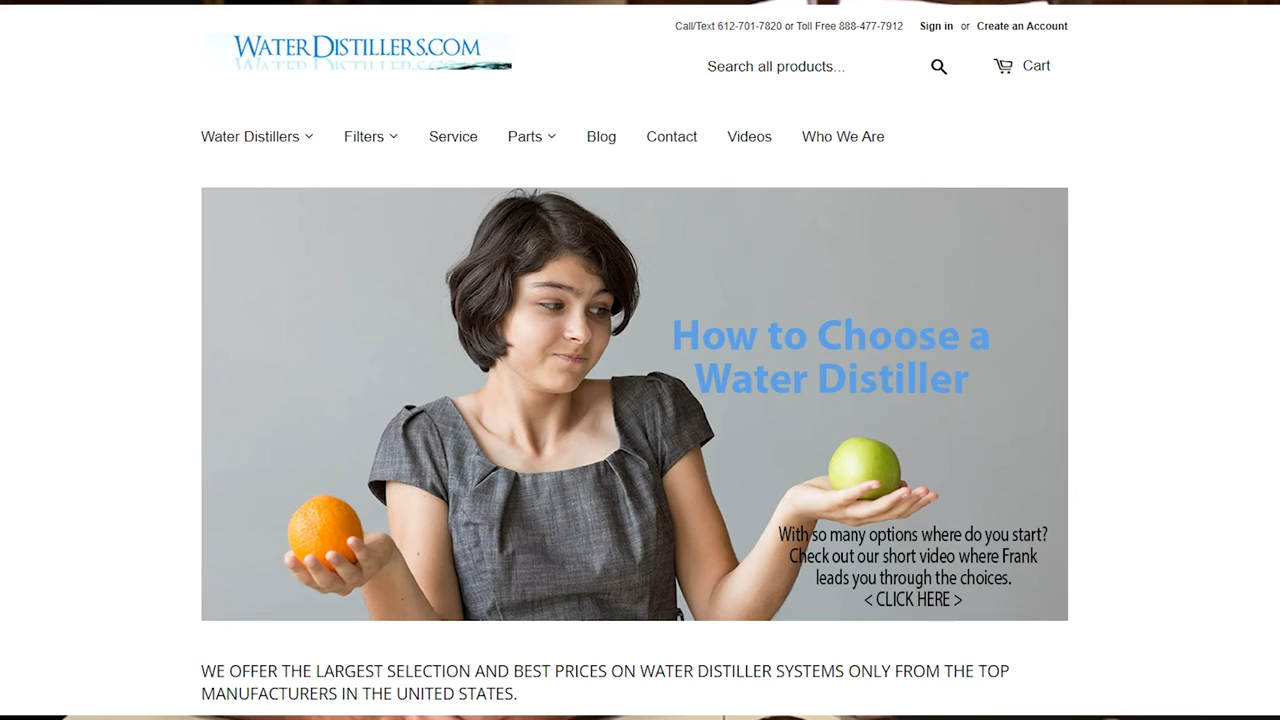 Call/Text 612-701-7820 or Toll Free 888-477-7912 Sign in or Create an Account
WATERDISTILLERS.COM
Search all products... Cart
Water Distillers Filters Service Parts Blog Contact Videos Who We Are
How to Choose a
Water Distiller
With so many options where do you start?
Check out our short video where Frank
leads you through the choices.
< CLICK HERE >
WE OFFER THE LARGEST SELECTION AND BEST PRICES ON WATER DISTILLER SYSTEMS ONLY FROM THE TOP
MANUFACTURERS IN THE UNITED STATES.